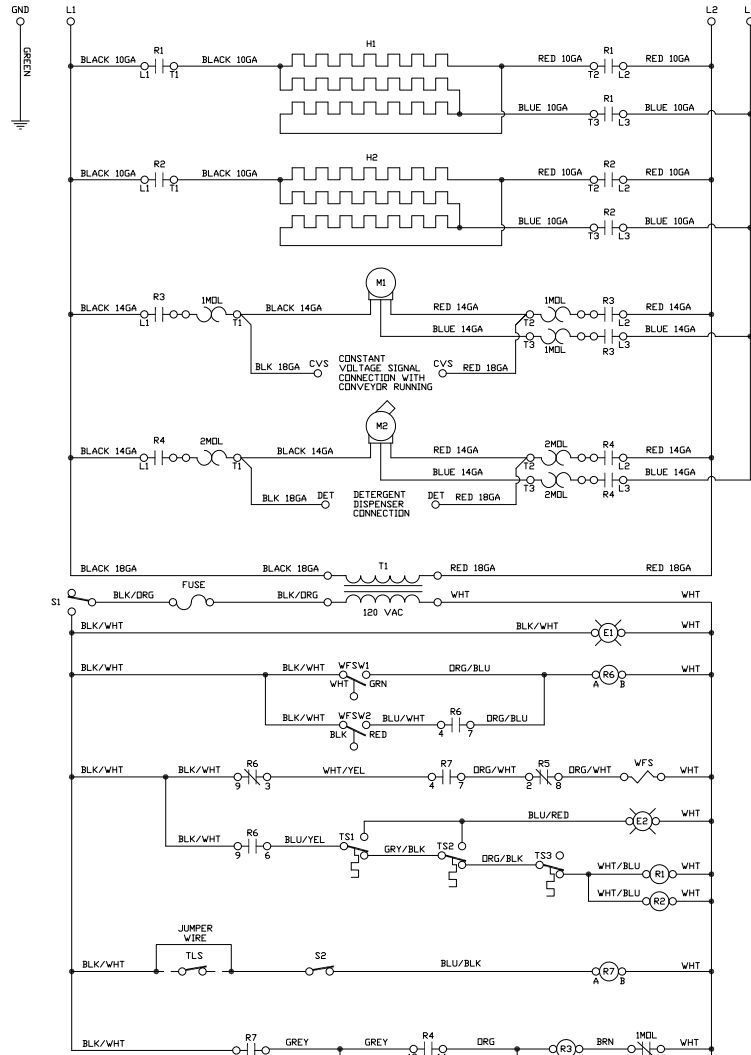 GND L1 L2 L
GREEN
H1
BLACK 10GA R1 BLACK 10GA RED 10GA R1 RED 10GA
L1 T1 T2 L2
R1
BLUE 10GA BLUE 10GA
T3 L3
H2
BLACK 10GA R2 BLACK 10GA RED 10GA R2 RED 10GA
L1 T1 T2 L2
R2
BLUE 10GA BLUE 10GA
T3 L3
M1
BLACK 14GA R3 1MOL BLACK 14GA RED 14GA 1MOL R3 RED 14GA
L1 T1 T2 L2
BLUE 14GA BLUE 14GA
T3 1MOL R3 L3
BLK 18GA CVS CONSTANT VOLTAGE SIGNAL CONNECTION WITH CONVEYOR RUNNING CVS RED 18GA
M2
BLACK 14GA R4 2MOL BLACK 14GA RED 14GA 2MOL R4 RED 14GA
L1 T1 T2 L2
BLUE 14GA BLUE 14GA
T3 2MOL R4 L3
BLK 18GA DET DETERGENT DISPENSER CONNECTION DET RED 18GA
BLACK 18GA BLACK 18GA T1 RED 18GA RED 18GA
S1 BLK/ORG FUSE BLK/ORG WHT WHT
120 VAC
BLK/WHT BLK/WHT E1 WHT
BLK/WHT BLK/WHT WFSW1 ORG/BLU R6 WHT
WHT GRN A B
BLK/WHT WFSW2 BLU/WHT R6 ORG/BLU
BLK RED 4 7
BLK/WHT BLK/WHT R6 WHT/YEL R7 ORG/WHT R5 ORG/WHT WFS WHT
9 3 4 7 2 8
BLU/RED E2 WHT
BLK/WHT R6 BLU/YEL TS1 GRY/BLK TS2 ORG/BLK TS3
9 6
WHT/BLU R1 WHT
WHT/BLU R2 WHT
JUMPER
WIRE
BLK/WHT TLS S2 BLU/BLK R7 WHT
A B
BLK/WHT R7 GREY GREY R4 ORG R3 BRN 1MOL WHT